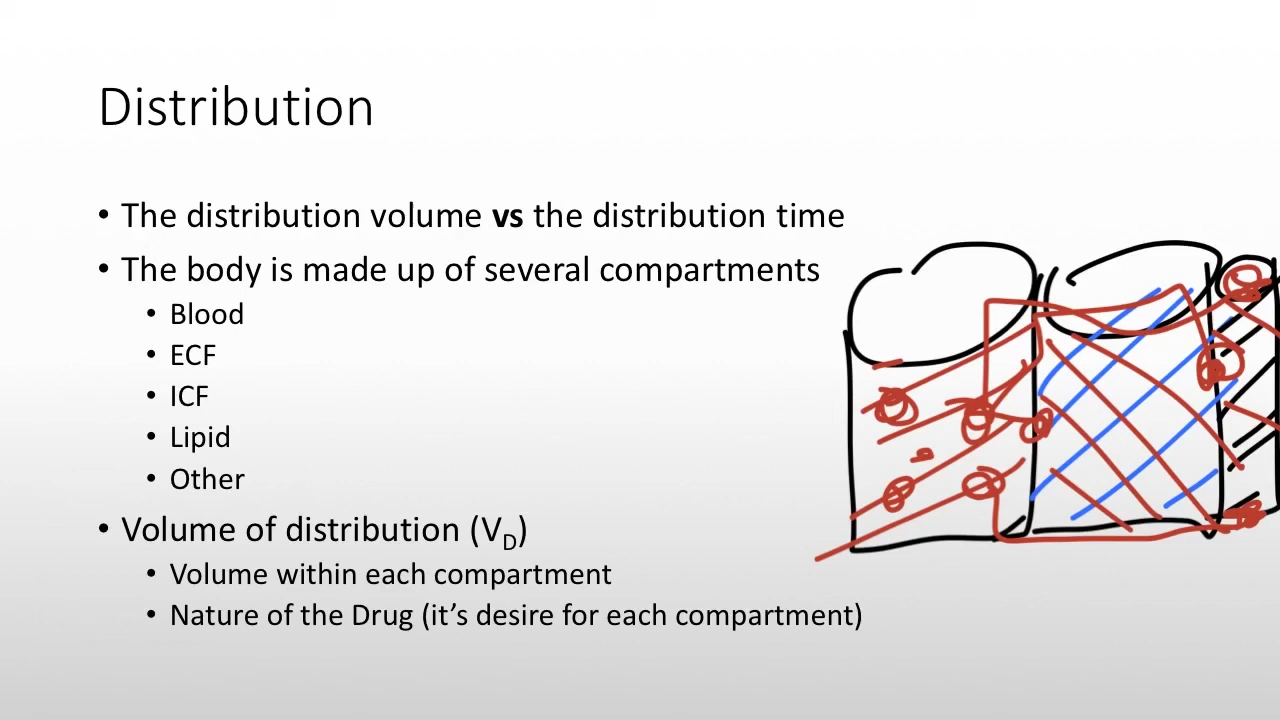 Distribution
• The distribution volume vs the distribution time
• The body is made up of several compartments
• Blood
• ECF
• ICF
• Lipid
• Other
• Volume of distribution (VD)
• Volume within each compartment
• Nature of the Drug (it’s desire for each compartment)